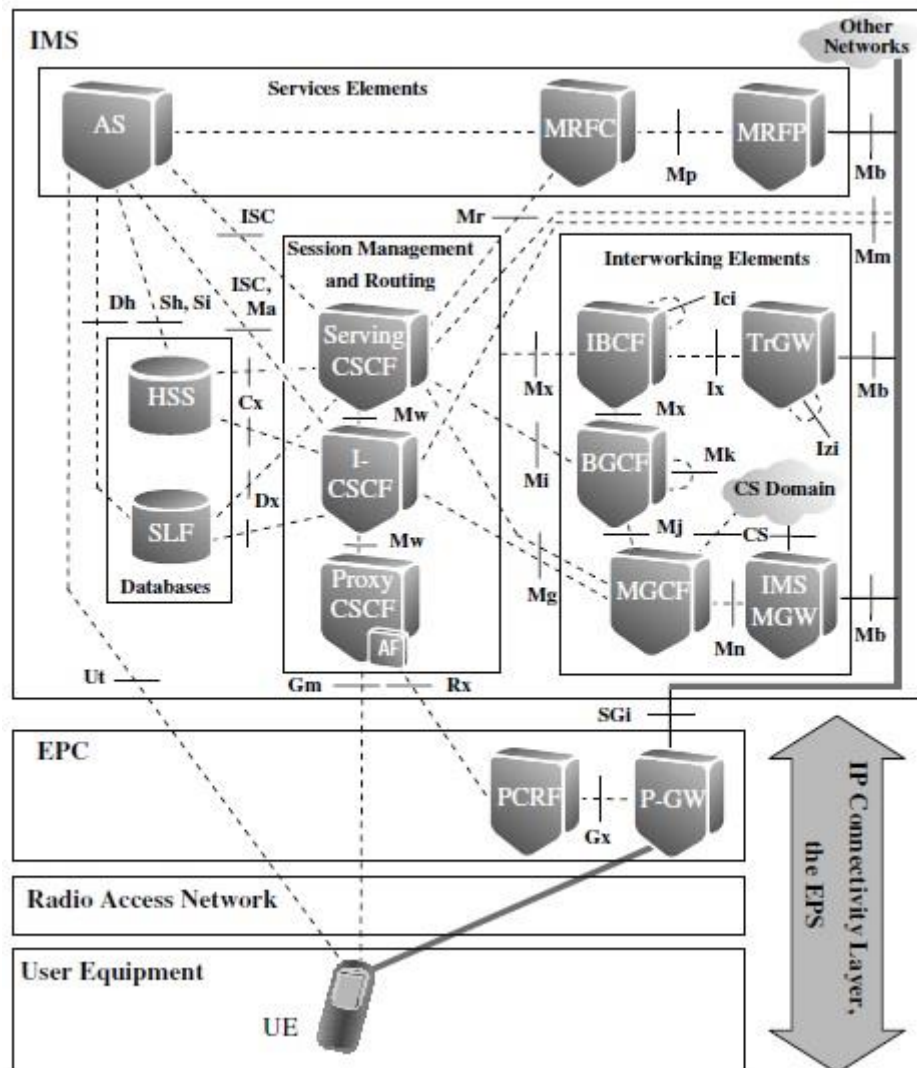 Other
Networks
IMS
Services Elements
AS
MRFC
MRFP
Mp
Mb
ISC
Mr
Mm
Session Management
and Routing
Interworking Elements
ISC,
Ma
Dh
Sh, Si
Ici
Serving
CSCF
IBCF
TrGW
HSS
Cx
Mx
Ix
Mb
Mw
Mx
Izi
I-
CSCF
BGCF
Mk
Mi
CS Domain
SLF
Dx
Mj
CS
Mw
Databases
Proxy
CSCF
AF
Mg
MGCF
IMS
MGW
Mn
Mb
Ut
Gm
Rx
SGi
EPC
PCRF
P-GW
Gx
IP Connectivity Layer,
the EPS
Radio Access Network
User Equipment
UE